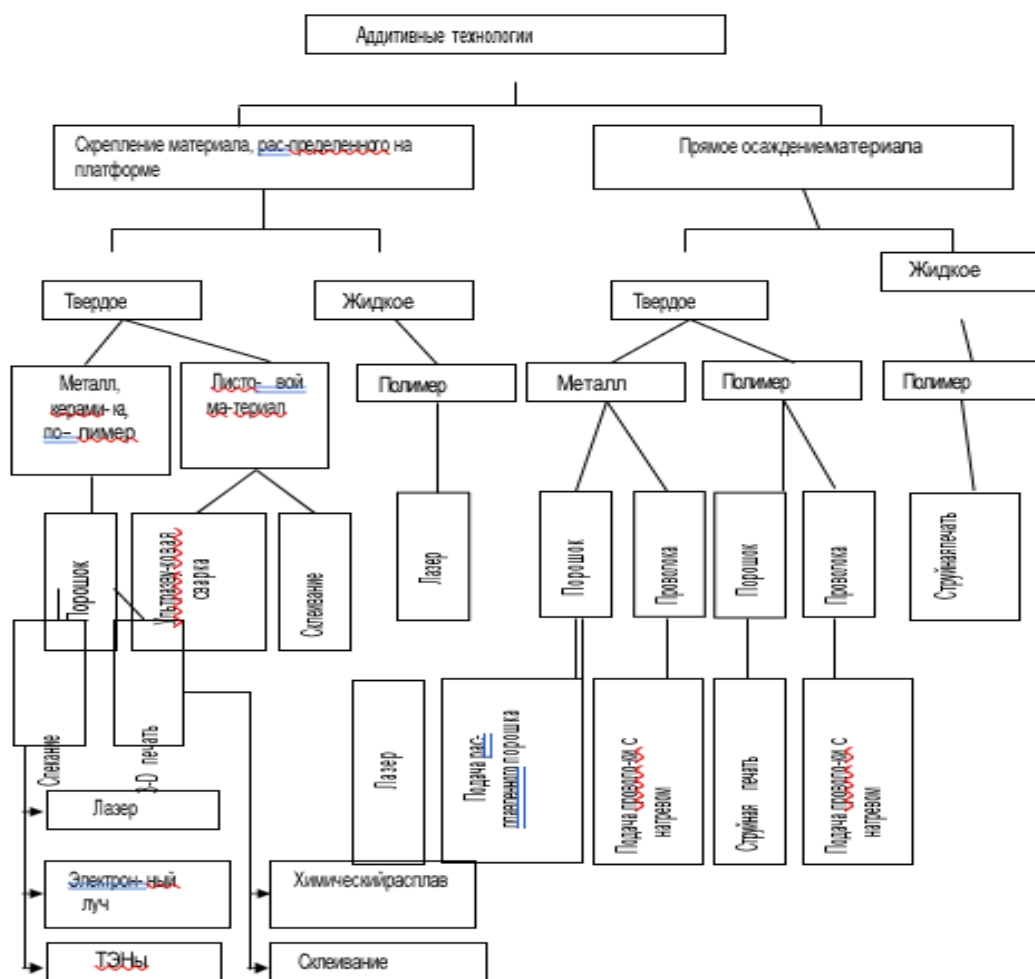 Аддитивные технологии
Скрепление материала, рас-пределенного на
платформе
Прямое осаждениематериала
Твердое
Жидкое
Твердое
Жидкое
Металл,
керами-ка,
по- лимер
Листо- вой
ма-териал
Полимер
Металл
Полимер
Полимер
Порошок
Ультразву-ковая
сварка
Склеивание
Лазер
Порошок
Проволока
Порошок
Проволока
Струйнаяпечать
Спекание
3-D печать
Лазер
Подача рас-
плавленного порошка
Подача проволо-ки с
нагревом
Струйная печать
Подача проволо-ки с
нагревом
Лазер
Электрон-ный
луч
ТЭНы
Химическийрасплав
Склеивание